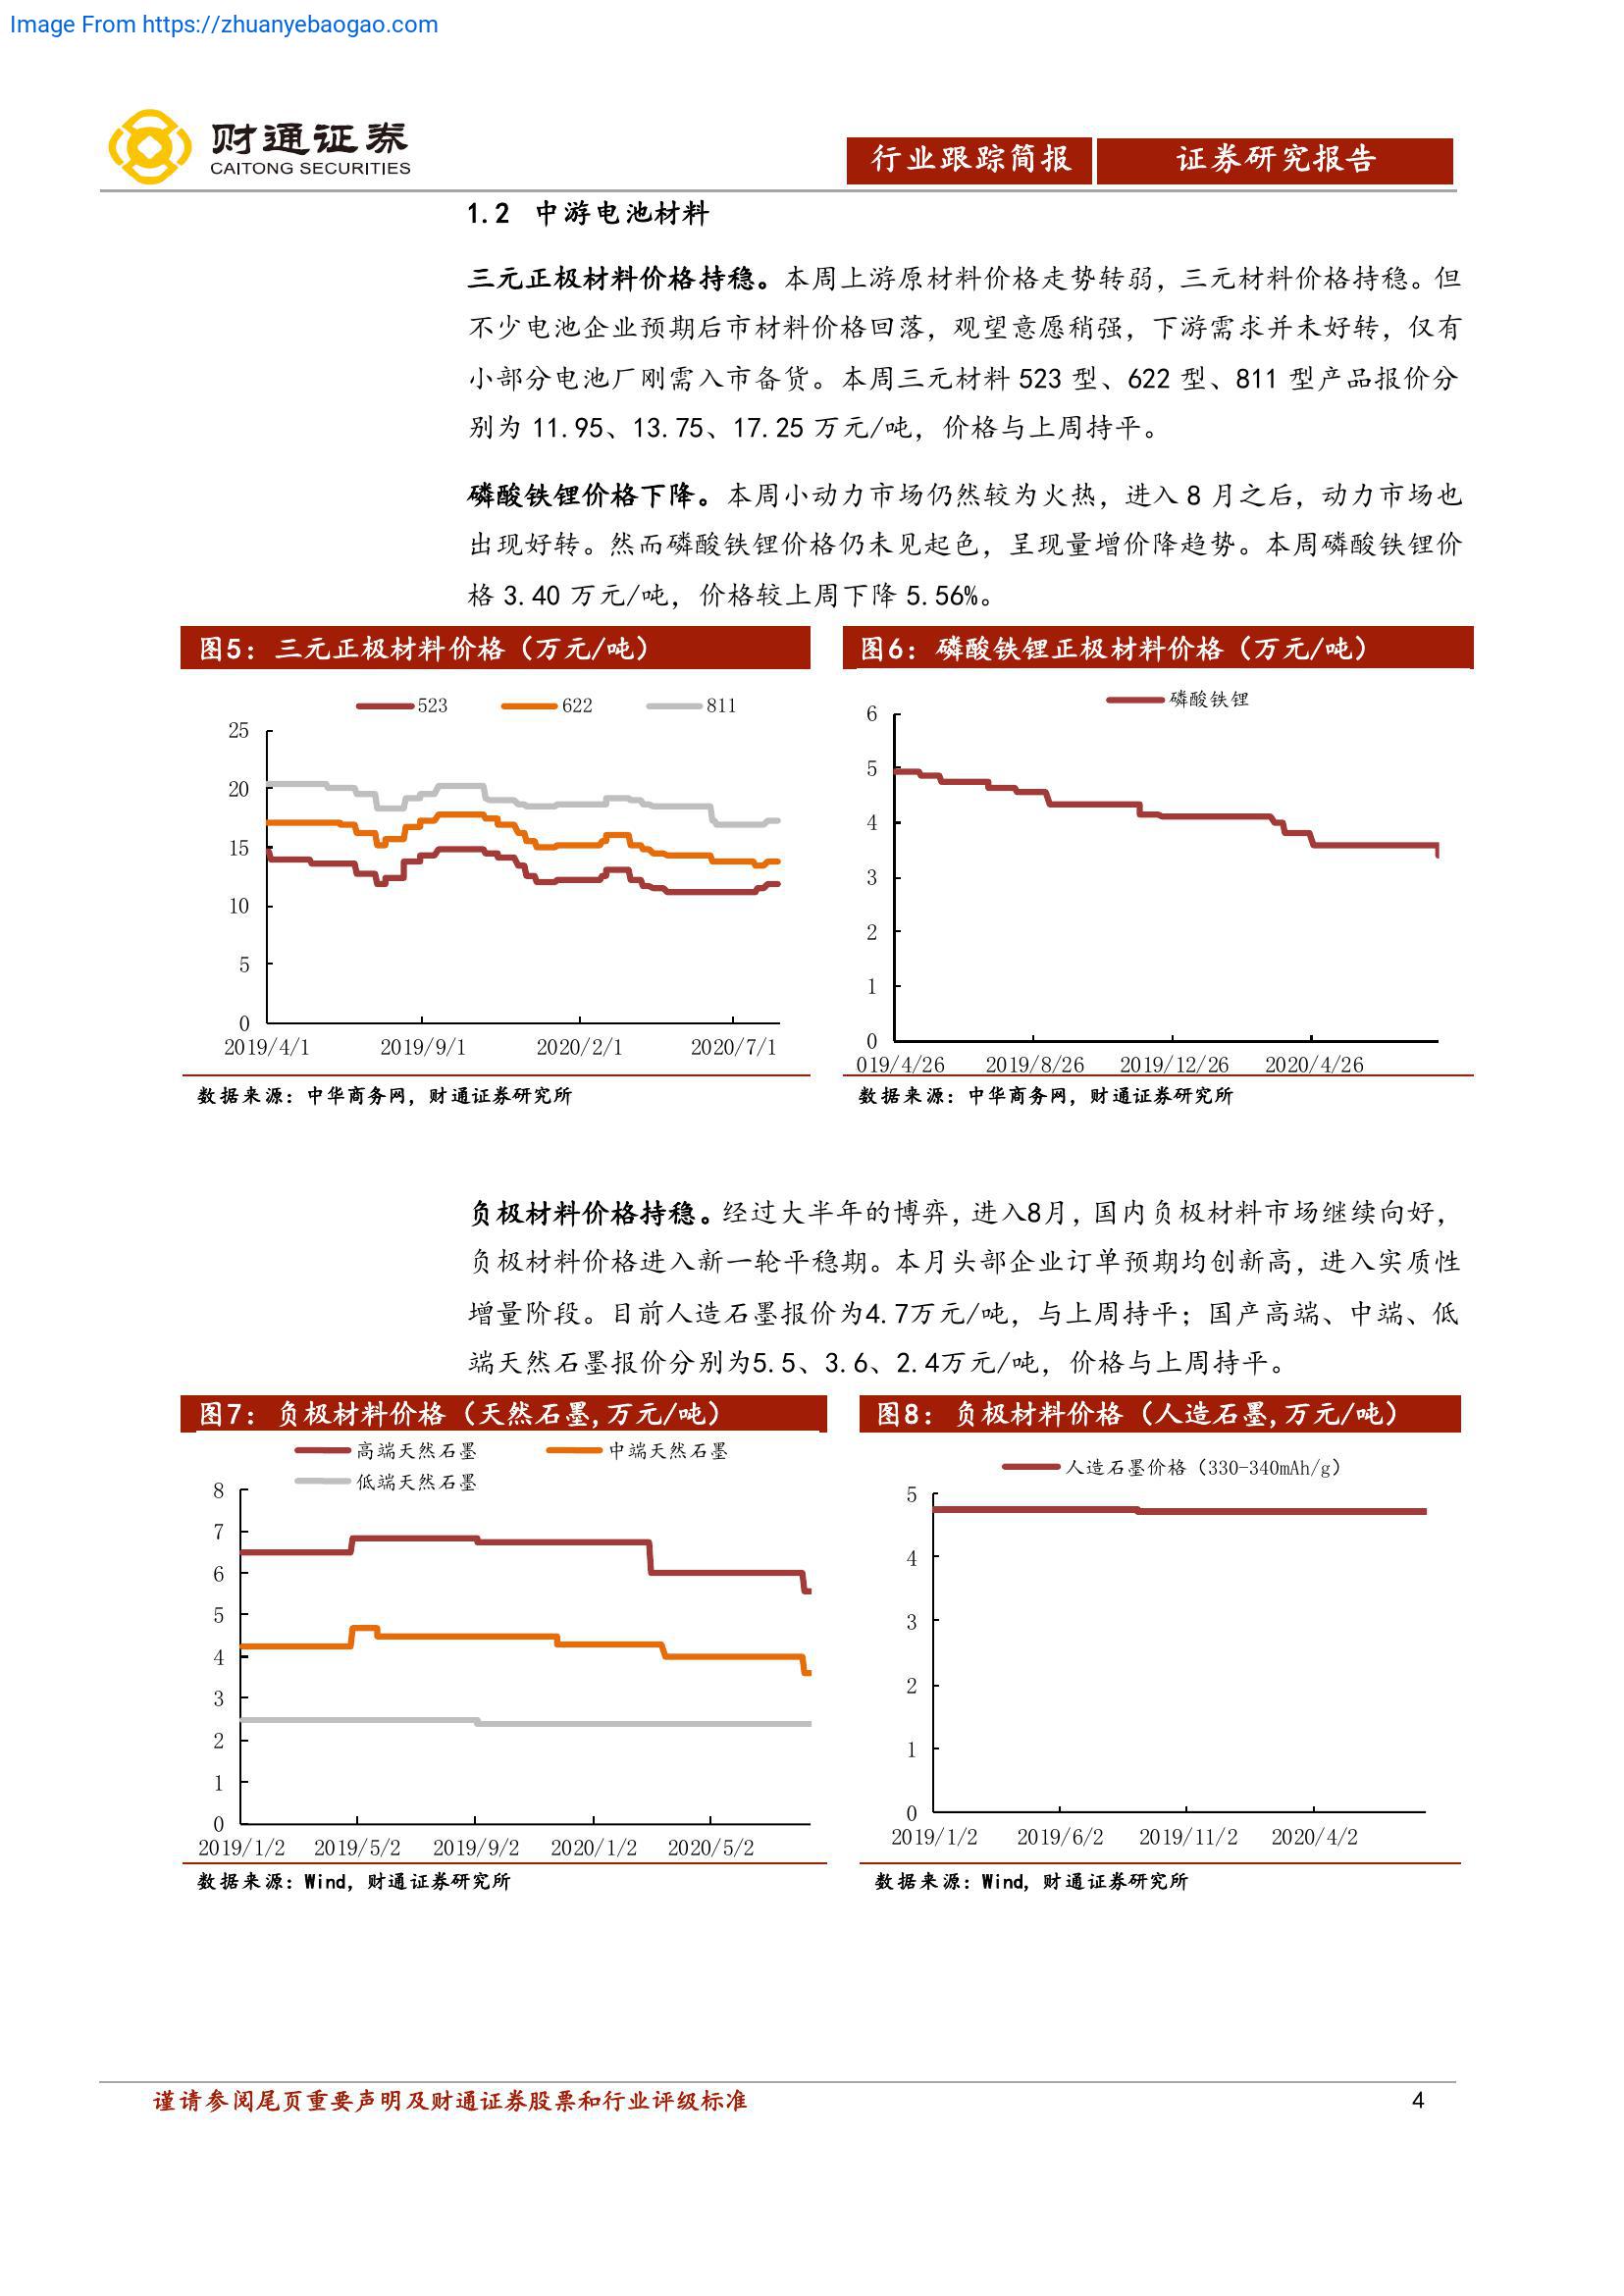 Image From https://zhuanyebaogao.com
财通证券
CAITONG SECURITIES
行业跟踪简报
证券研究报告
1.2 中游电池材料
三元正极材料价格持稳。本周上游原材料价格走势转弱，三元材料价格持稳。但
不少电池企业预期后市材料价格回落，观望意愿稍强，下游需求并未好转，仅有
小部分电池厂刚需入市备货。本周三元材料 523 型、622 型、811 型产品报价分
别为 11.95、13.75、17.25 万元/吨，价格与上周持平。
磷酸铁锂价格下降。本周小动力市场仍然较为火热，进入 8 月之后，动力市场也
出现好转。然而磷酸铁锂价格仍未见起色，呈现量增价降趋势。本周磷酸铁锂价
格 3.40 万元/吨，价格较上周下降 5.56%。
图5：三元正极材料价格（万元/吨）
523 622 811
25
20
15
10
5
0
2019/4/1 2019/9/1 2020/2/1 2020/7/1
数据来源：中华商务网，财通证券研究所
图6：磷酸铁锂正极材料价格（万元/吨）
磷酸铁锂
6
5
4
3
2
1
0
019/4/26 2019/8/26 2019/12/26 2020/4/26
数据来源：中华商务网，财通证券研究所
负极材料价格持稳。经过大半年的博弈，进入8月，国内负极材料市场继续向好，
负极材料价格进入新一轮平稳期。本月头部企业订单预期均创新高，进入实质性
增量阶段。目前人造石墨报价为4.7万元/吨，与上周持平；国产高端、中端、低
端天然石墨报价分别为5.5、3.6、2.4万元/吨，价格与上周持平。
图7：负极材料价格（天然石墨,万元/吨）
高端天然石墨 中端天然石墨
低端天然石墨
8
7
6
5
4
3
2
1
0
2019/1/2 2019/5/2 2019/9/2 2020/1/2 2020/5/2
数据来源：Wind，财通证券研究所
图8：负极材料价格（人造石墨,万元/吨）
人造石墨价格（330-340mAh/g）
5
4
3
2
1
0
2019/1/2 2019/6/2 2019/11/2 2020/4/2
数据来源：Wind，财通证券研究所
谨请参阅尾页重要声明及财通证券股票和行业评级标准
4